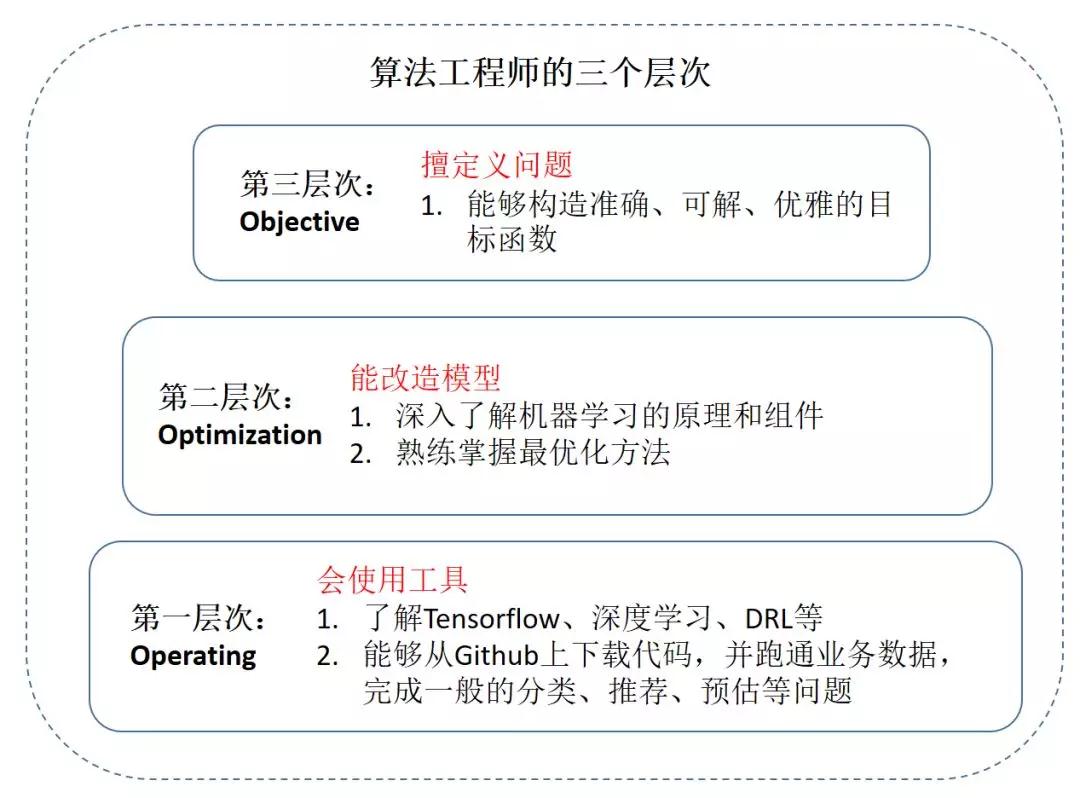 算法工程师的三个层次
第三层次：
Objective
擅定义问题
1. 能够构造准确、可解、优雅的目
标函数
第二层次：
Optimization
能改造模型
1. 深入了解机器学习的原理和组件
2. 熟练掌握最优化方法
第一层次：
Operating
会使用工具
1. 了解Tensorflow、深度学习、DRL等
2. 能够从Github上下载代码，并跑通业务数据，
完成一般的分类、推荐、预估等问题